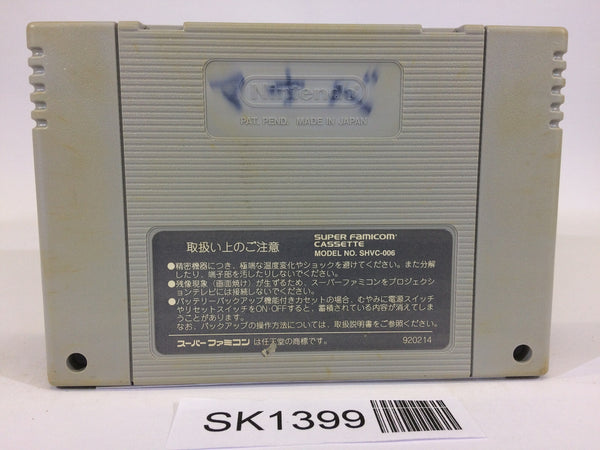 Nintendo
PAT. PEND. MADE IN JAPAN
取扱い上のご注意
SUPER FAMICOM
CASSETTE
MODEL NO. SHVC-006
●精密機器につき、極端な温度変化やショックを避けてください。また分解
したり、端子部を汚したりしないでください。
●残像現象（画面焼け）が生ずるため、スーパーファミコンをプロジェクシ
ョンテレビには接続しないでください。
●バッテリーバックアップ機能付きカセットの場合、むやみに電源スイッチ
やリセットスイッチをON・OFFすると、蓄積されている内容が消えてしま
うことがあります。
なお、バックアップの操作方法については、取扱説明書をご参照ください。
スーパーファミコン は任天堂の商標です。
920214
SK1399